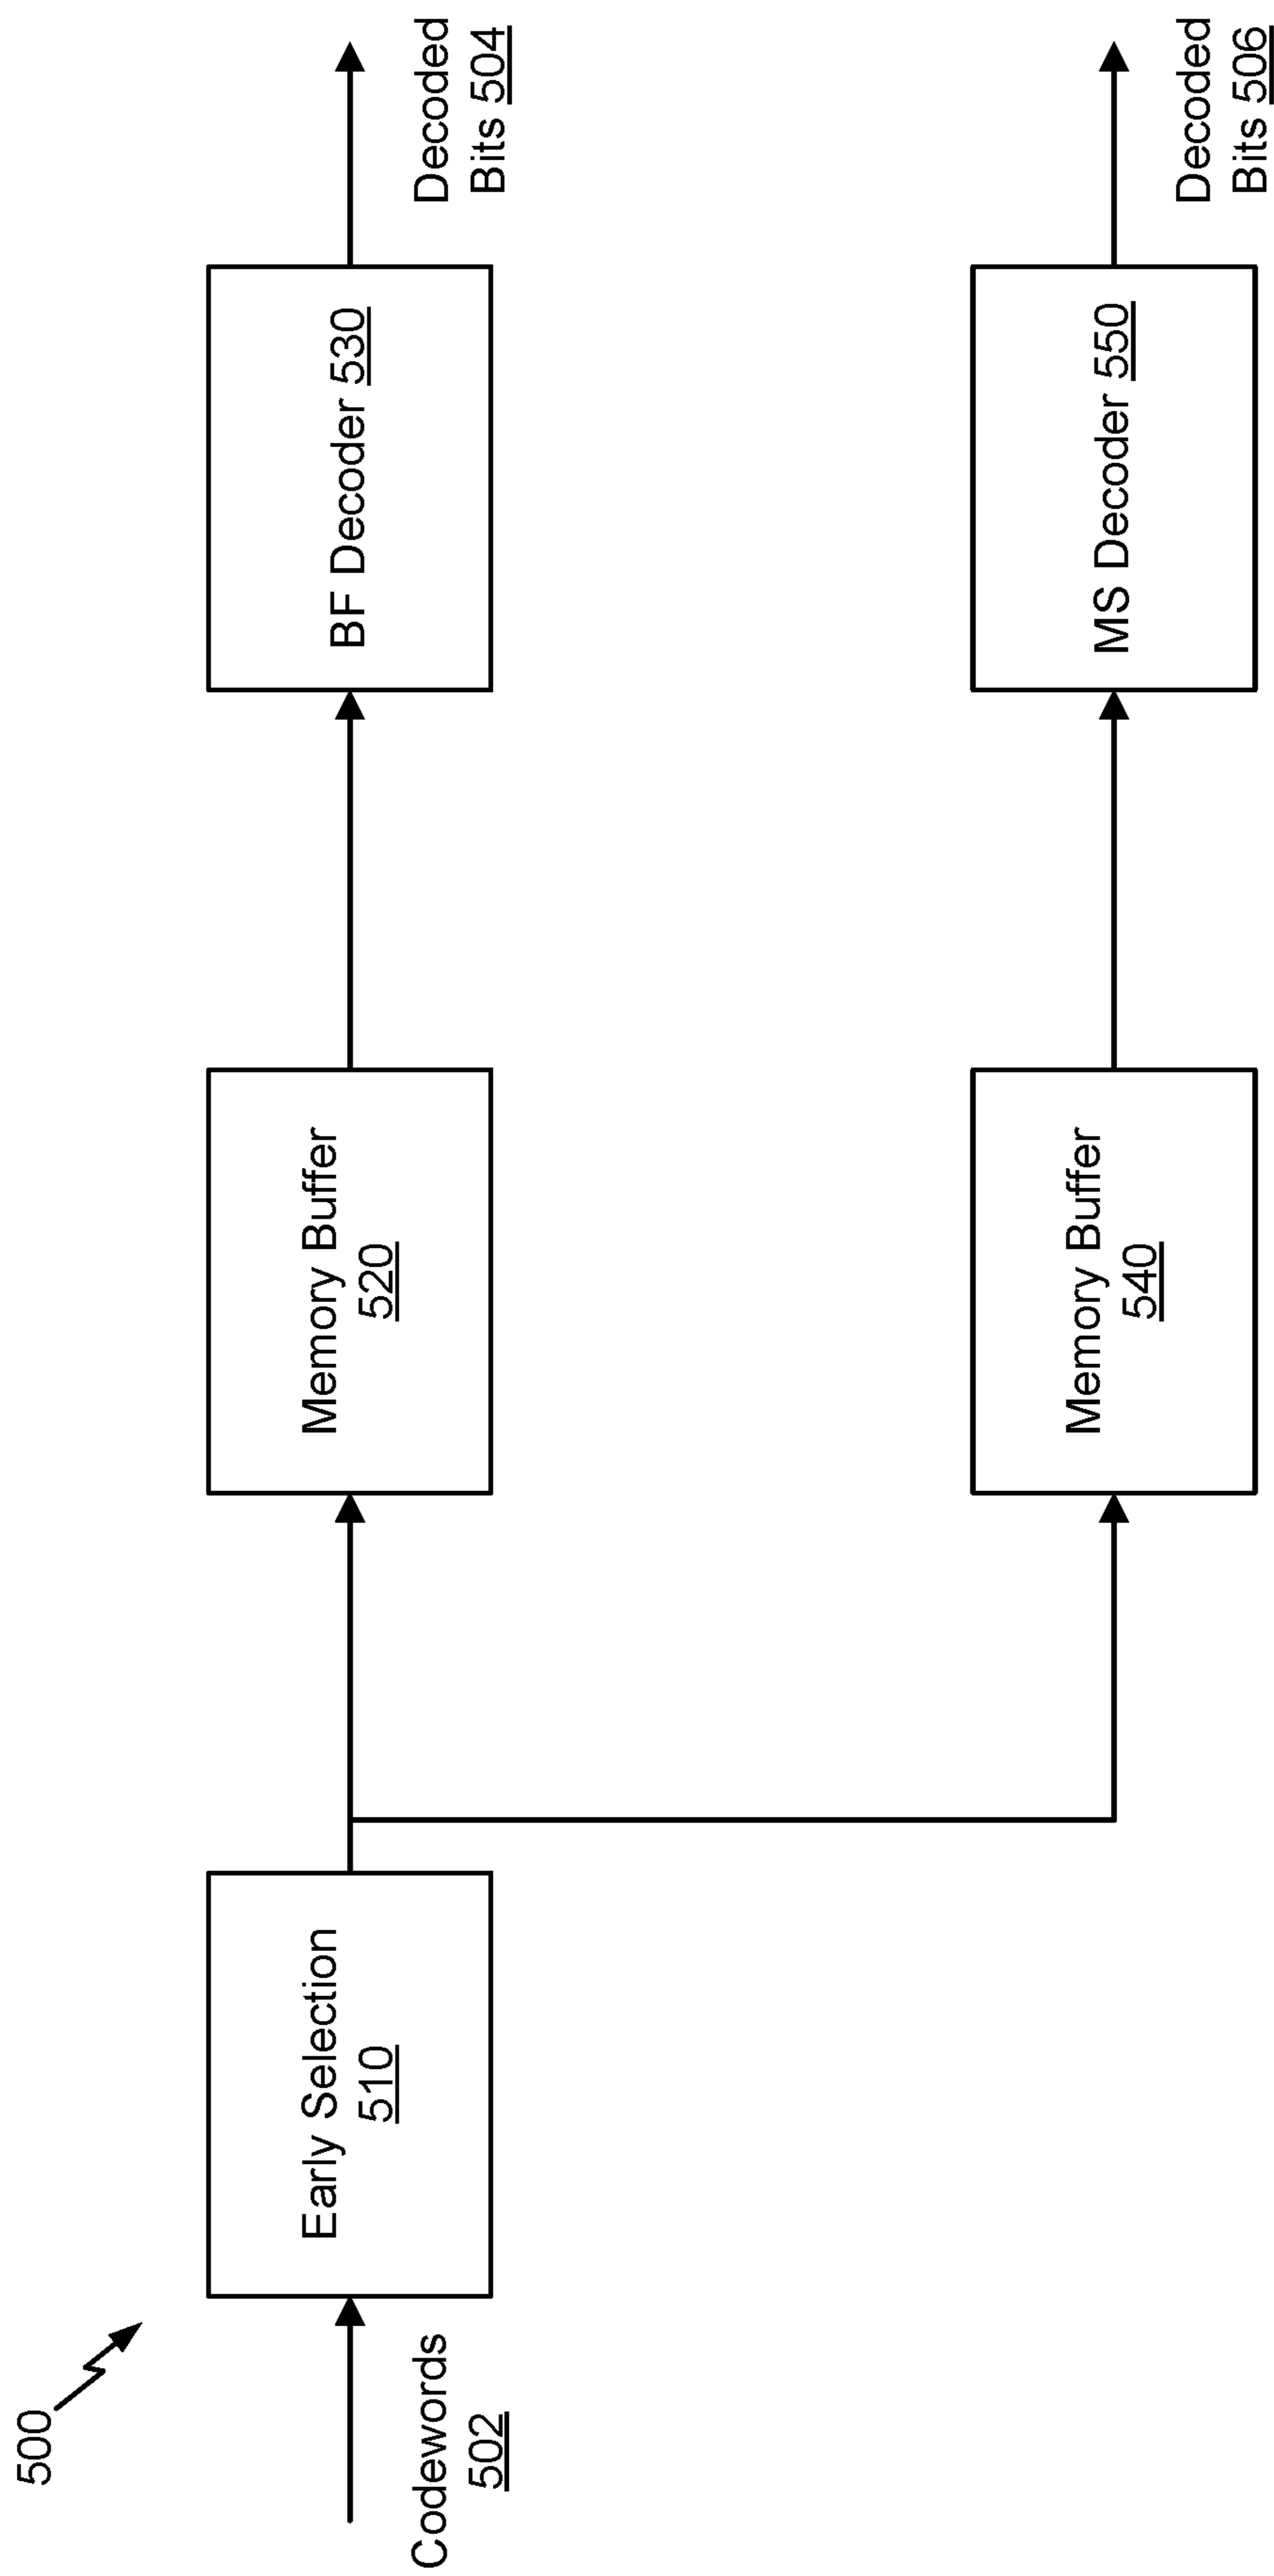 500
Codewords
502
Early Selection
510
Memory Buffer
520
BF Decoder 530
Decoded
Bits 504
Memory Buffer
540
MS Decoder 550
Decoded
Bits 506